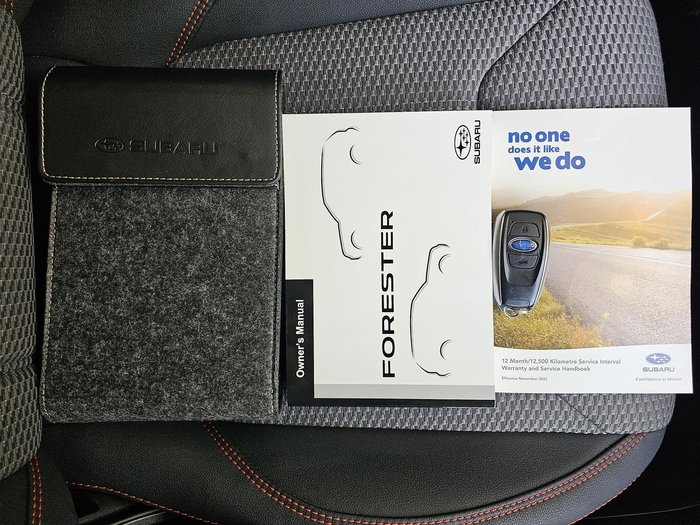 SUBARU
Owner's Manual
FORESTER
SUBARU
no one
does it like
we do
12 Month/12,500 Kilometre Service Interval
Warranty and Service Handbook
Effective November 2022
SUBARU
Confidence in Motion